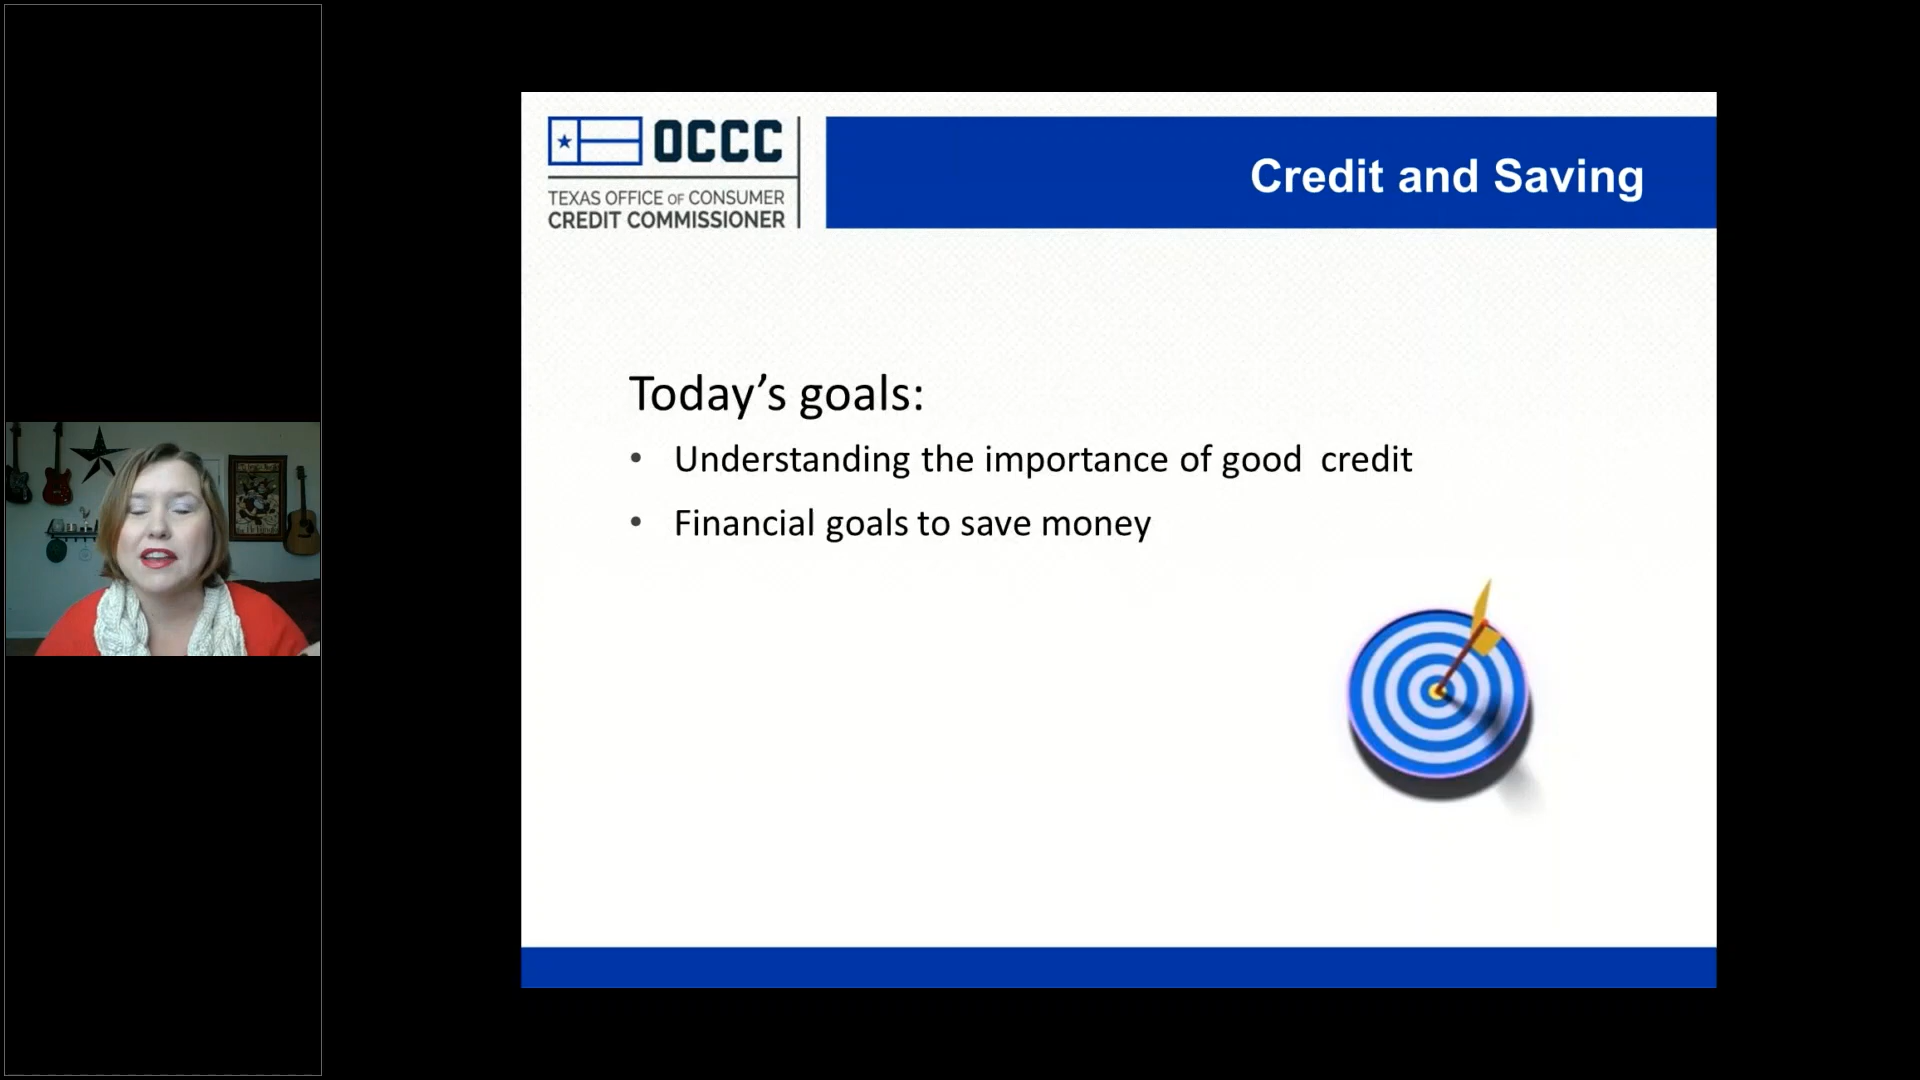 OCCC
TEXAS OFFICE OF CONSUMER
CREDIT COMMISSIONER
Credit and Saving
Today’s goals:
• Understanding the importance of good  credit
• Financial goals to save money